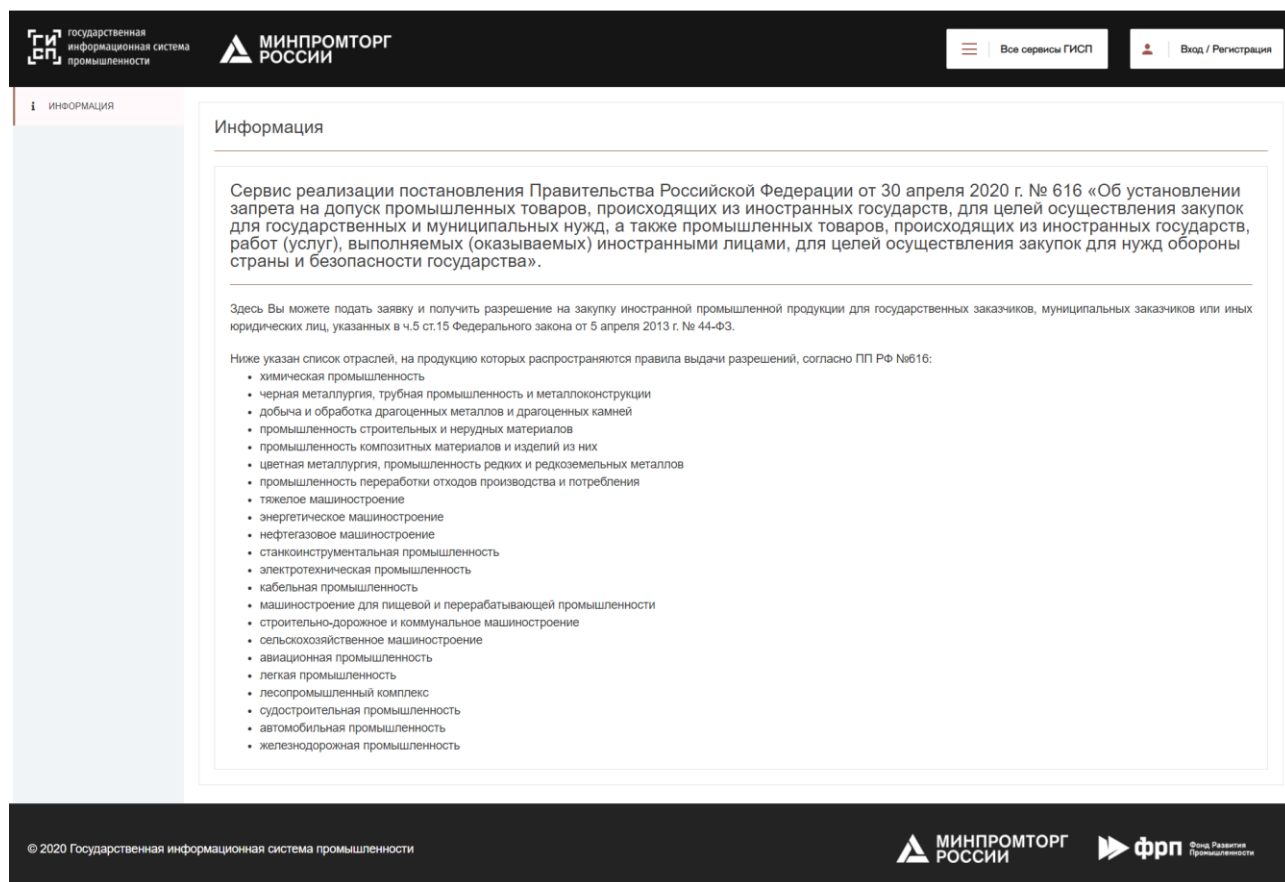 государственная
информационная система
промышленности
ГИСП
МИНПРОМТОРГ
РОССИИ
Все сервисы ГИСП
Вход / Регистрация
i ИНФОРМАЦИЯ
Информация
Сервис реализации постановления Правительства Российской Федерации от 30 апреля 2020 г. № 616 «Об установлении
запрета на допуск промышленных товаров, происходящих из иностранных государств, для целей осуществления закупок
для государственных и муниципальных нужд, а также промышленных товаров, происходящих из иностранных государств,
работ (услуг), выполняемых (оказываемых) иностранными лицами, для целей осуществления закупок для нужд обороны
страны и безопасности государства».
Здесь Вы можете подать заявку и получить разрешение на закупку иностранной промышленной продукции для государственных заказчиков, муниципальных заказчиков или иных
юридических лиц, указанных в ч.5 ст.15 Федерального закона от 5 апреля 2013 г. № 44-ФЗ.
Ниже указан список отраслей, на продукцию которых распространяются правила выдачи разрешений, согласно ПП РФ №616:
• химическая промышленность
• черная металлургия, трубная промышленность и металлоконструкции
• добыча и обработка драгоценных металлов и драгоценных камней
• промышленность строительных и нерудных материалов
• промышленность композитных материалов и изделий из них
• цветная металлургия, промышленность редких и редкоземельных металлов
• промышленность переработки отходов производства и потребления
• тяжелое машиностроение
• энергетическое машиностроение
• нефтегазовое машиностроение
• станкоинструментальная промышленность
• электротехническая промышленность
• кабельная промышленность
• машиностроение для пищевой и перерабатывающей промышленности
• строительно-дорожное и коммунальное машиностроение
• сельскохозяйственное машиностроение
• авиационная промышленность
• легкая промышленность
• лесопромышленный комплекс
• судостроительная промышленность
• автомобильная промышленность
• железнодорожная промышленность
© 2020 Государственная информационная система промышленности
МИНПРОМТОРГ
РОССИИ
фрп
Фонд Развития
Промышленности